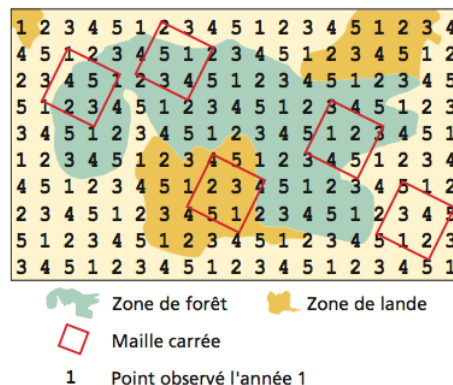 1 2 3 4 5 1 2 3 4 5 1 2 3 4 5 1 2 3 4
4 5 1 2 3 4 5 1 2 3 4 5 1 2 3 4 5 1 2
2 3 4 5 1 2 3 4 5 1 2 3 4 5 1 2 3 4 5
5 1 2 3 4 5 1 2 3 4 5 1 2 3 4 5 1 2 3
3 4 5 1 2 3 4 5 1 2 3 4 5 1 2 3 4 5 1
1 2 3 4 5 1 2 3 4 5 1 2 3 4 5 1 2 3 4
4 5 1 2 3 4 5 1 2 3 4 5 1 2 3 4 5 1 2
2 3 4 5 1 2 3 4 5 1 2 3 4 5 1 2 3 4 5
5 1 2 3 4 5 1 2 3 4 5 1 2 3 4 5 1 2 3
3 4 5 1 2 3 4 5 1 2 3 4 5 1 2 3 4 5 1
Zone de forêt Zone de lande
Maille carrée
1 Point observé l'année 1